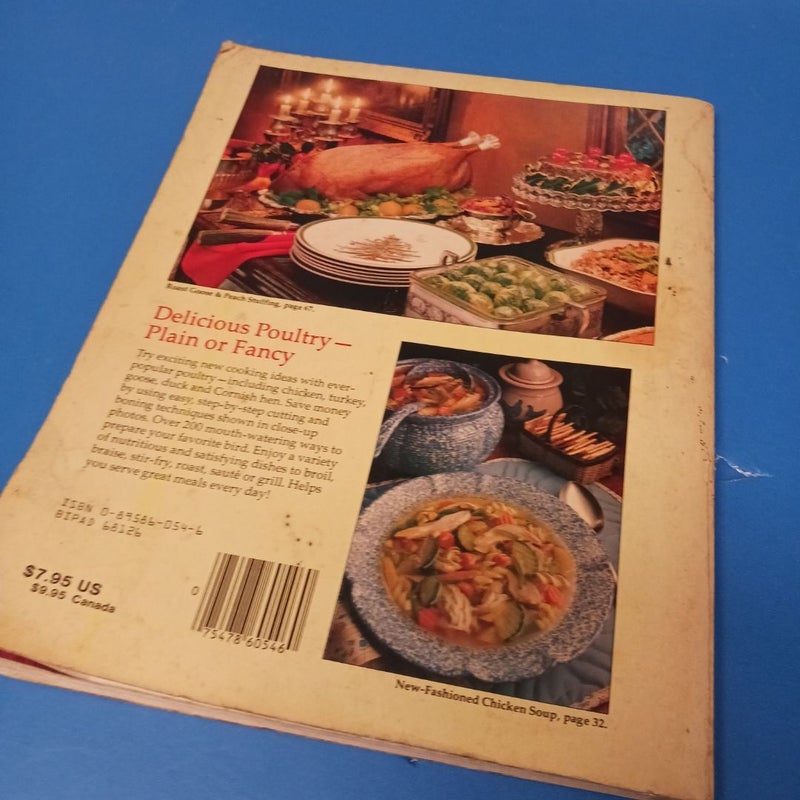 Roast Goose & Peach Stuffing, page 67.
Delicious Poultry—
Plain or Fancy
Try exciting new cooking ideas with ever-
popular poultry—including chicken, turkey,
goose, duck and Cornish hen. Save money
by using easy, step-by-step cutting and
boning techniques shown in close-up
photos. Over 200 mouth-watering ways to
prepare your favorite bird. Enjoy a variety
of nutritious and satisfying dishes to broil,
braise, stir-fry, roast, sauté or grill. Helps
you serve great meals every day!
ISBN 0-89586-054-6
BIPAD 68126
$7.95 US
$9.95 Canada
0
75478 60546
New-Fashioned Chicken Soup, page 32.